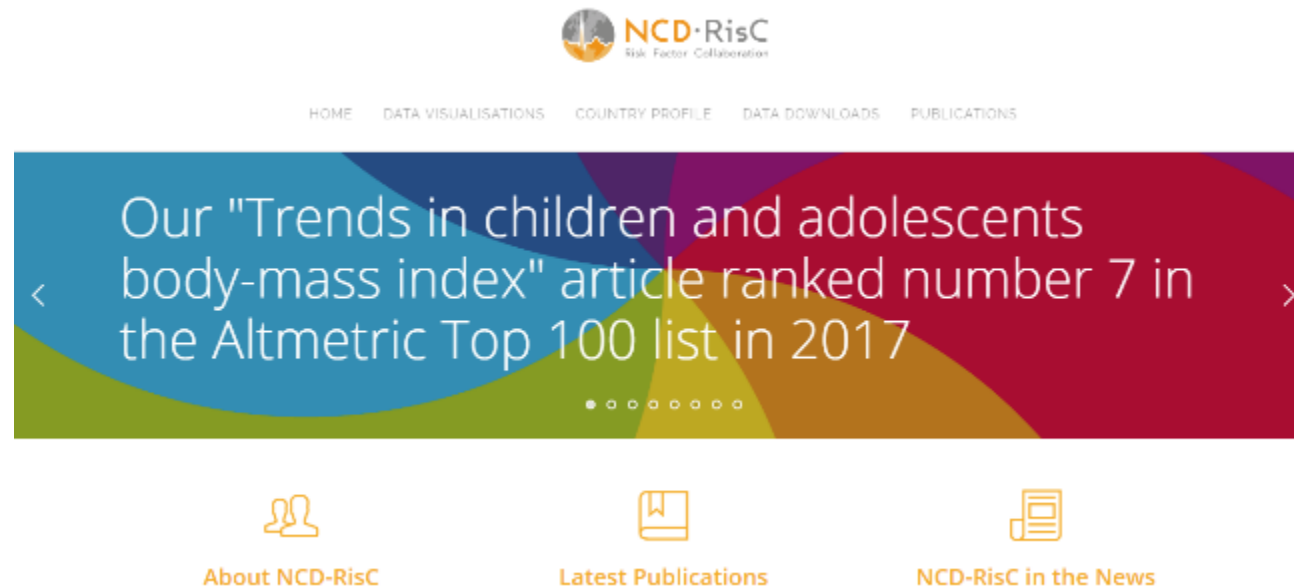 NCD·RisC
Risk Factor Collaboration
HOME DATA VISUALISATIONS COUNTRY PROFILE DATA DOWNLOADS PUBLICATIONS
Our "Trends in children and adolescents
body-mass index" article ranked number 7 in
the Altmetric Top 100 list in 2017
About NCD-RisC Latest Publications NCD-RisC in the News